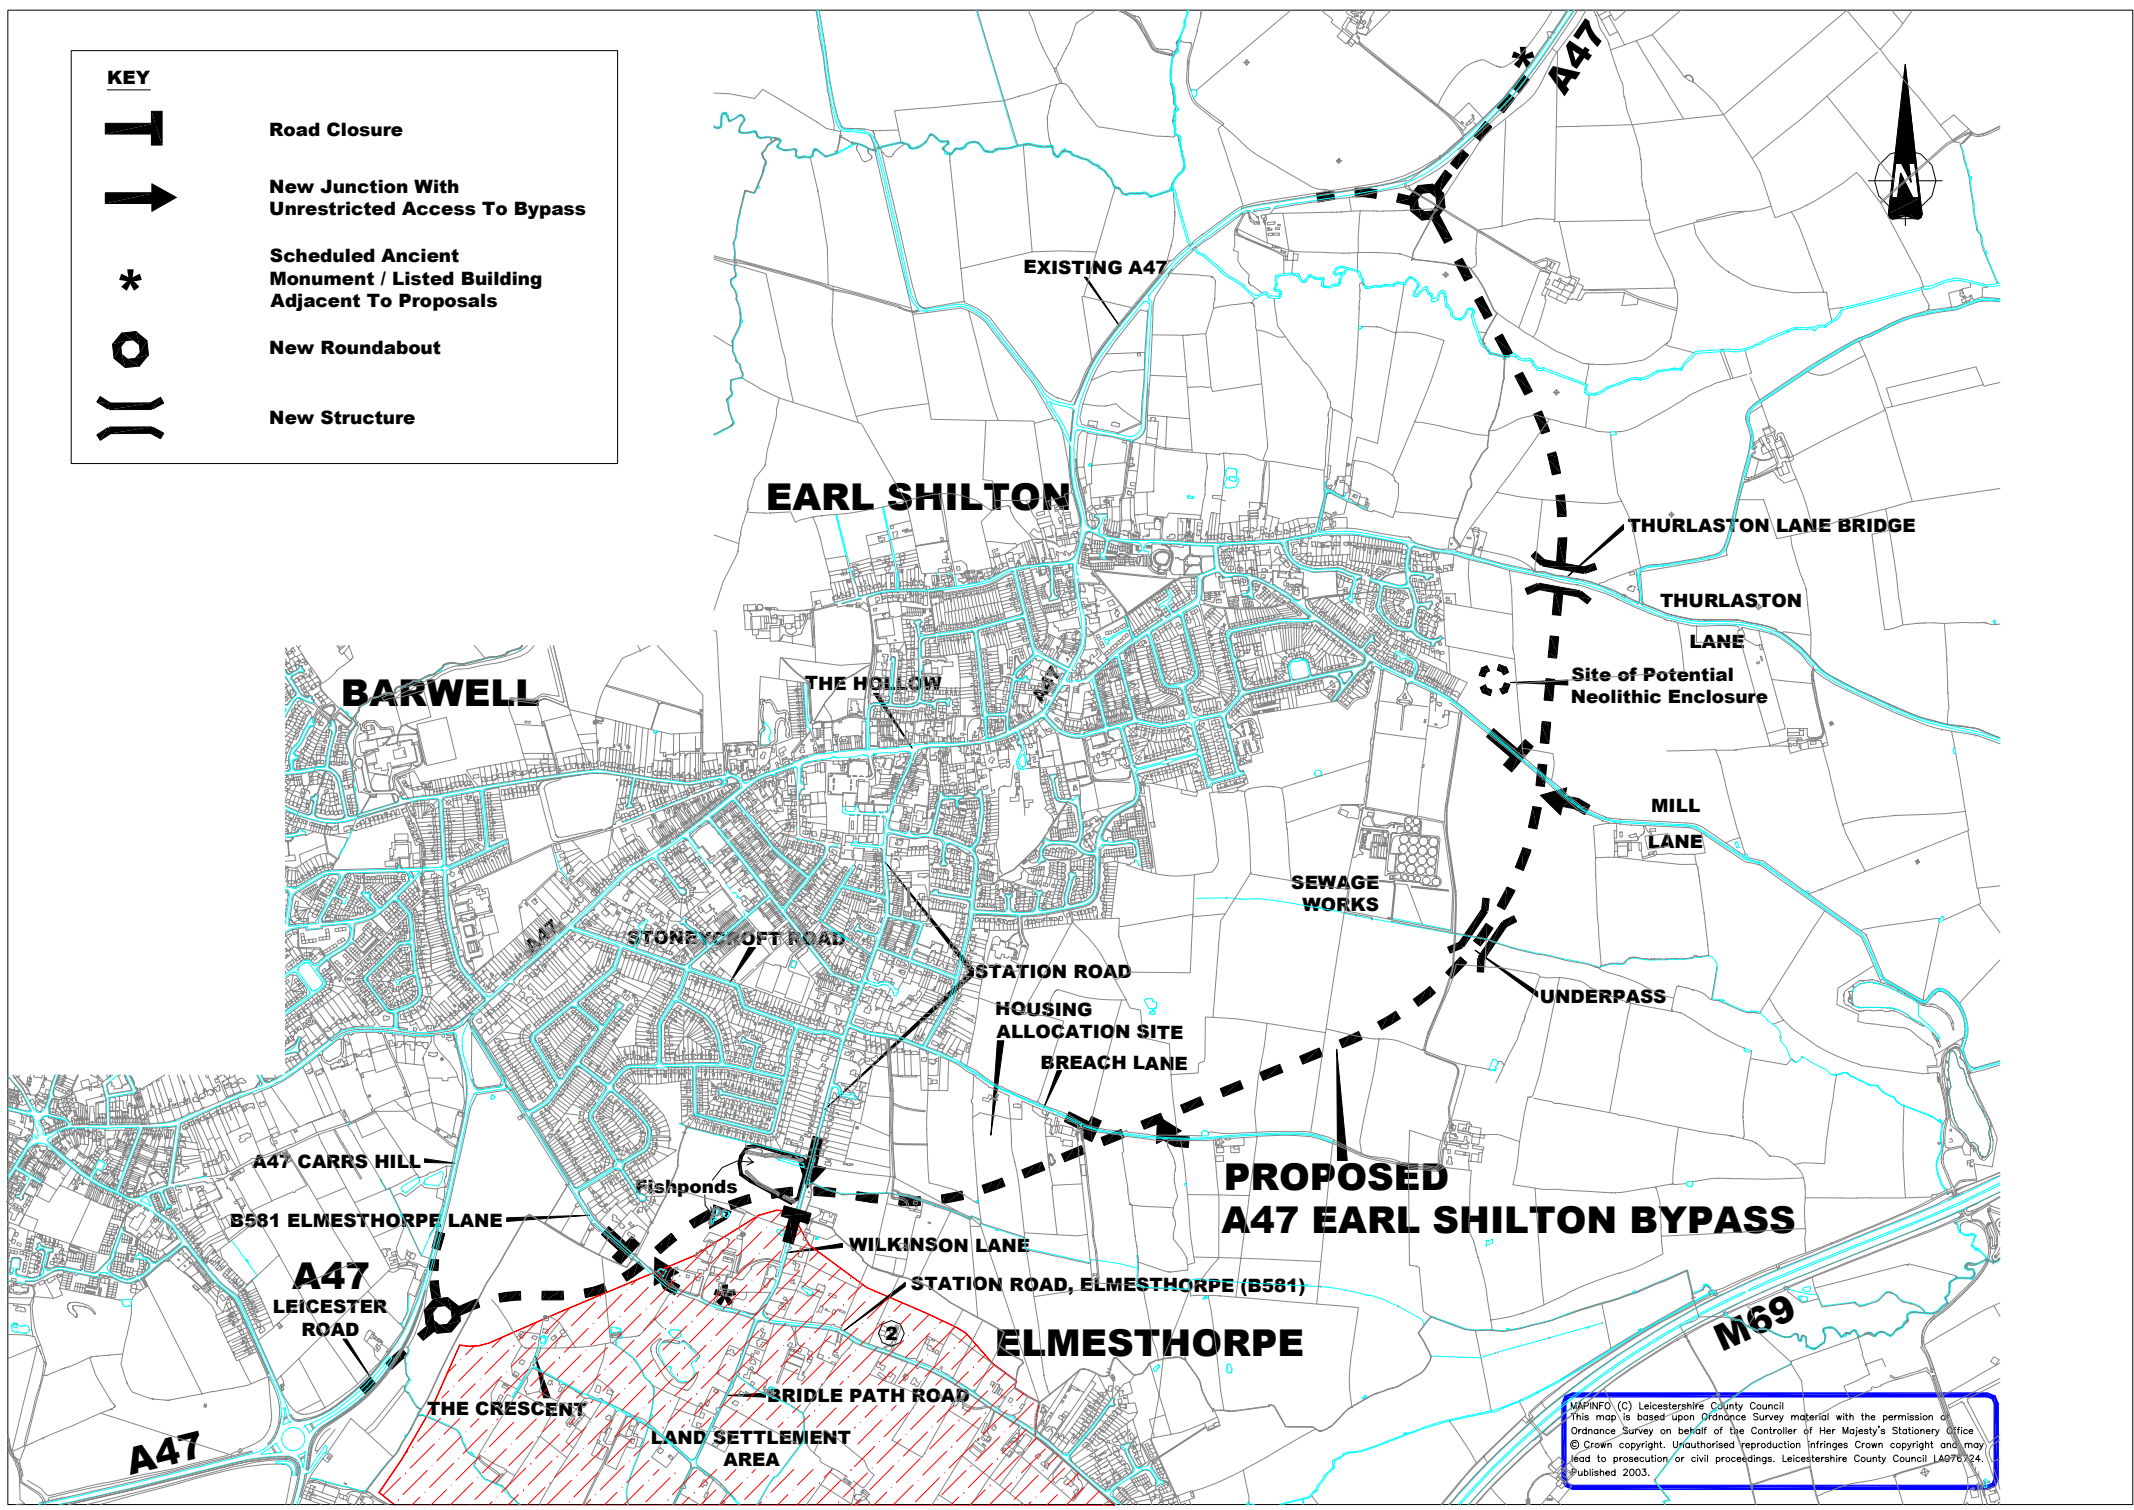 KEY
Road Closure
New Junction With
Unrestricted Access To Bypass
Scheduled Ancient
Monument / Listed Building
Adjacent To Proposals
New Roundabout
New Structure
A47
N
EXISTING A47
EARL SHILTON
THURLASTON LANE BRIDGE
THURLASTON
LANE
Site of Potential
Neolithic Enclosure
BARWELL
THE HOLLOW
A47
MILL
LANE
SEWAGE
WORKS
A47
STONEYCROFT ROAD
STATION ROAD
UNDERPASS
HOUSING
ALLOCATION SITE
BREACH LANE
A47 CARRS HILL
Fishponds
PROPOSED
A47 EARL SHILTON BYPASS
B581 ELMESTHORPE LANE
WILKINSON LANE
A47
LEICESTER
ROAD
STATION ROAD, ELMESTHORPE (B581)
2
ELMESTHORPE
M69
BRIDLE PATH ROAD
THE CRESCENT
LAND SETTLEMENT
AREA
A47
MAPINFO (C) Leicestershire County Council
This map is based upon Ordnance Survey material with the permission of
Ordnance Survey on behalf of the Controller of Her Majesty's Stationery Office
© Crown copyright. Unauthorised reproduction infringes Crown copyright and may
lead to prosecution or civil proceedings. Leicestershire County Council LA076724.
Published 2003.